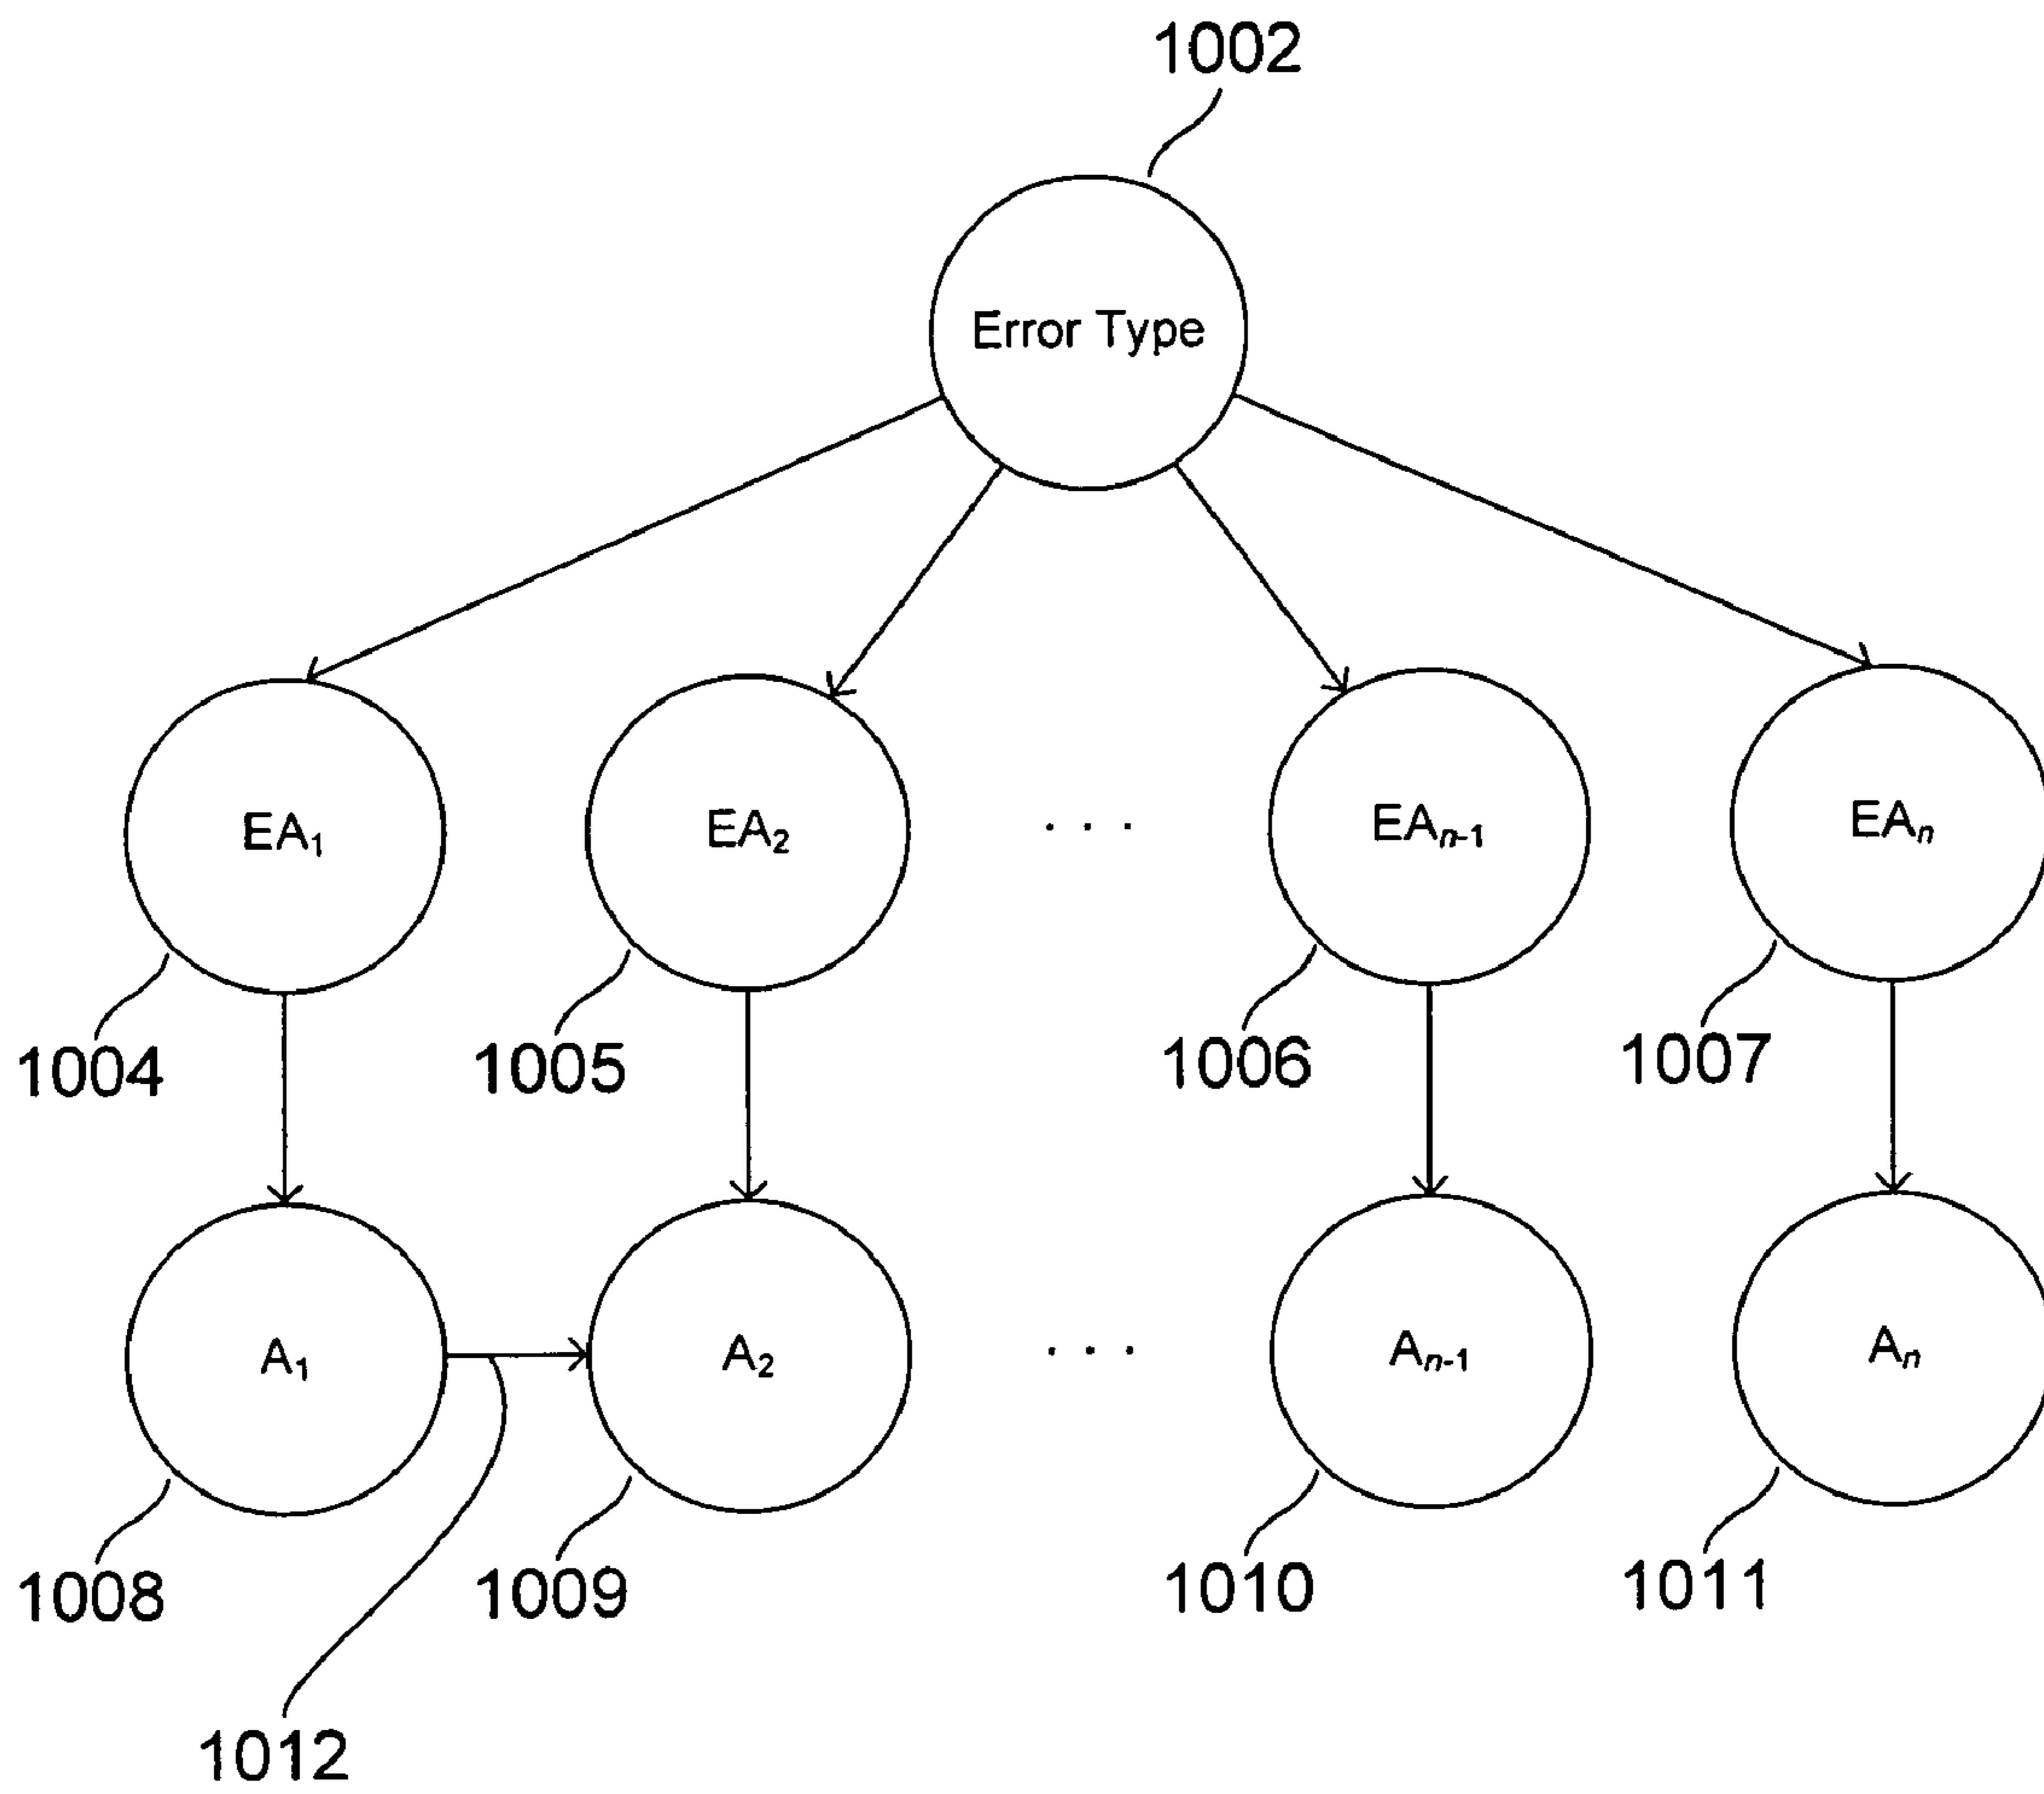 1002
Error Type
EA₁ EA₂ . . . EAₙ₋₁ EAₙ
1004 1005 1006 1007
A₁ A₂ . . . Aₙ₋₁ Aₙ
1008 1009 1010 1011
1012